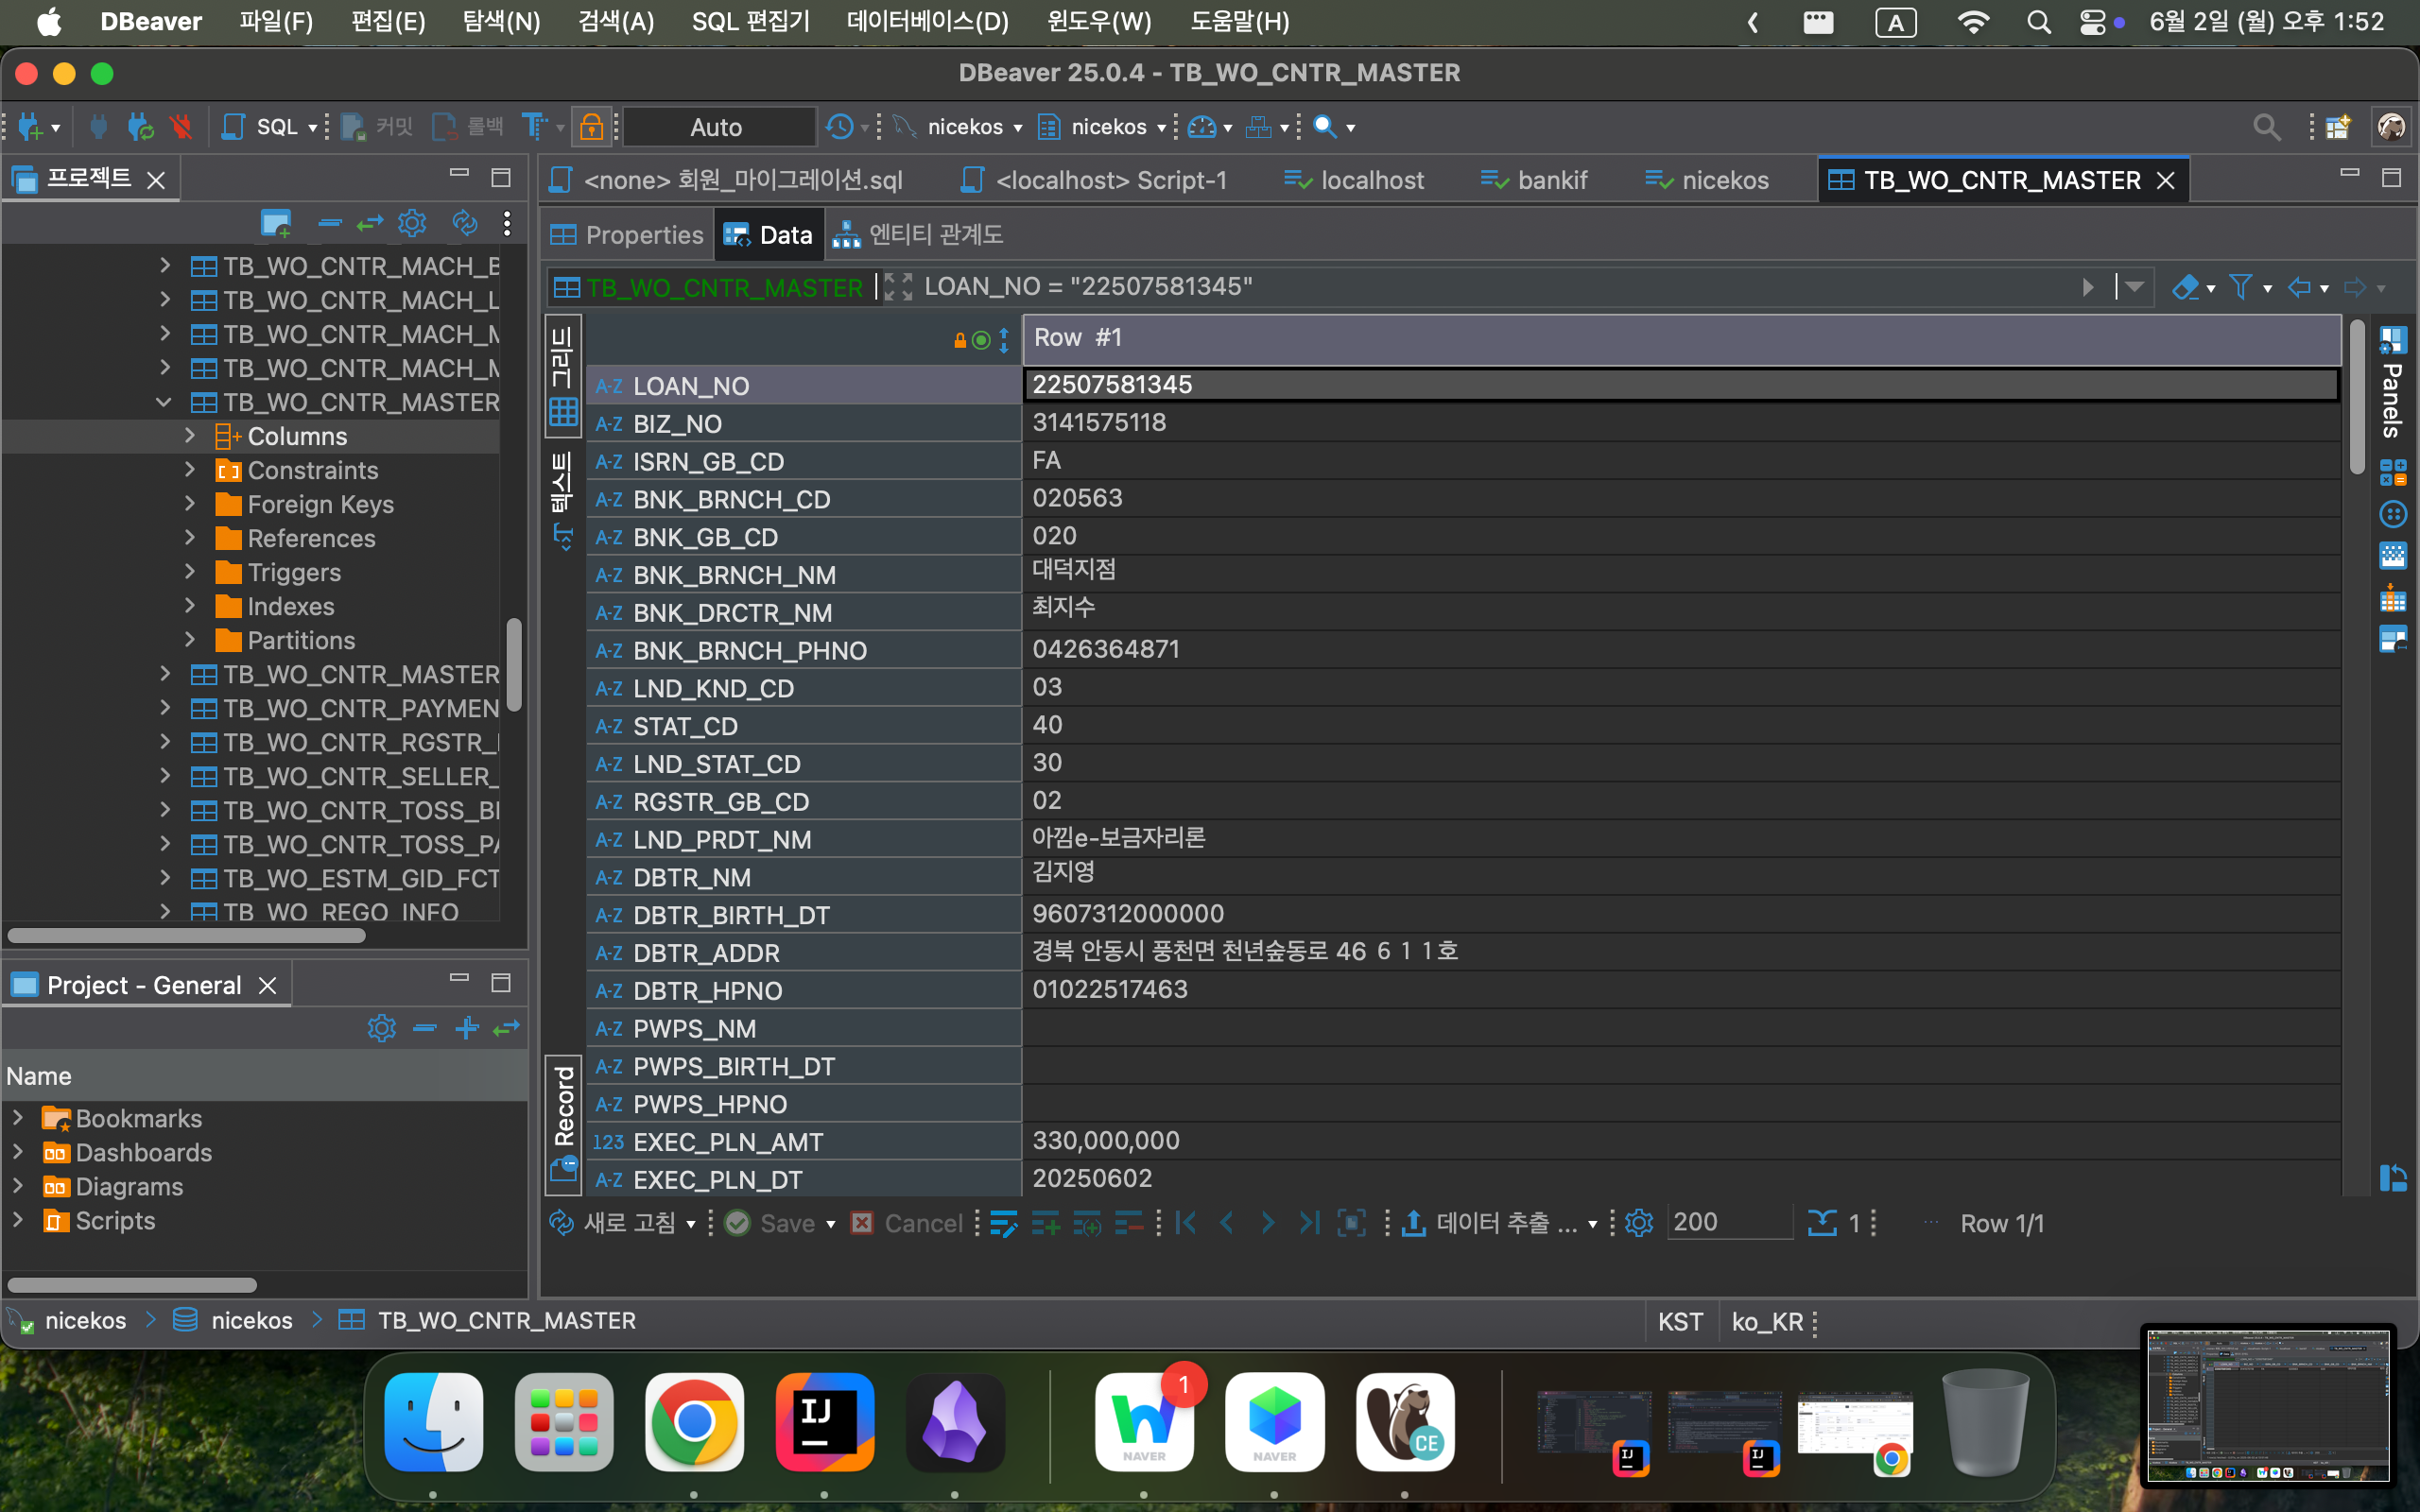 DBeaver 파일(F) 편집(E) 탐색(N) 검색(A) SQL 편집기 데이터베이스(D) 윈도우(W) 도움말(H) A 6월 2일 (월) 오후 1:52
DBeaver 25.0.4 - TB_WO_CNTR_MASTER
SQL 커밋 롤백 Auto nicekos nicekos
프로젝트
<none> 회원_마이그레이션.sql <localhost> Script-1 localhost bankif nicekos TB_WO_CNTR_MASTER
Properties Data 엔티티 관계도
TB_WO_CNTR_MASTER LOAN_NO = "22507581345"
TB_WO_CNTR_MACH_B
TB_WO_CNTR_MACH_L
TB_WO_CNTR_MACH_M
TB_WO_CNTR_MACH_M
TB_WO_CNTR_MASTER
Columns
Constraints
Foreign Keys
References
Triggers
Indexes
Partitions
TB_WO_CNTR_MASTER
TB_WO_CNTR_PAYMEN
TB_WO_CNTR_RGSTR_
TB_WO_CNTR_SELLER_
TB_WO_CNTR_TOSS_BI
TB_WO_CNTR_TOSS_PA
TB_WO_ESTM_GID_FCT
TB_WO_REGO_INFO
Project - General
Name
Bookmarks
Dashboards
Diagrams
Scripts
그리드
텍스트
Record
Row #1
A-Z LOAN_NO 22507581345
A-Z BIZ_NO 3141575118
A-Z ISRN_GB_CD FA
A-Z BNK_BRNCH_CD 020563
A-Z BNK_GB_CD 020
A-Z BNK_BRNCH_NM 대덕지점
A-Z BNK_DRCTR_NM 최지수
A-Z BNK_BRNCH_PHNO 0426364871
A-Z LND_KND_CD 03
A-Z STAT_CD 40
A-Z LND_STAT_CD 30
A-Z RGSTR_GB_CD 02
A-Z LND_PRDT_NM 아낌e-보금자리론
A-Z DBTR_NM 김지영
A-Z DBTR_BIRTH_DT 9607312000000
A-Z DBTR_ADDR 경북 안동시 풍천면 천년숲동로 46 ６１１호
A-Z DBTR_HPNO 01022517463
A-Z PWPS_NM
A-Z PWPS_BIRTH_DT
A-Z PWPS_HPNO
123 EXEC_PLN_AMT 330,000,000
A-Z EXEC_PLN_DT 20250602
Panels
새로 고침 Save Cancel 데이터 추출 ... 200 1 ... Row 1/1
nicekos nicekos TB_WO_CNTR_MASTER KST ko_KR
IJ
NAVER 1
NAVER
CE
IJ
IJ